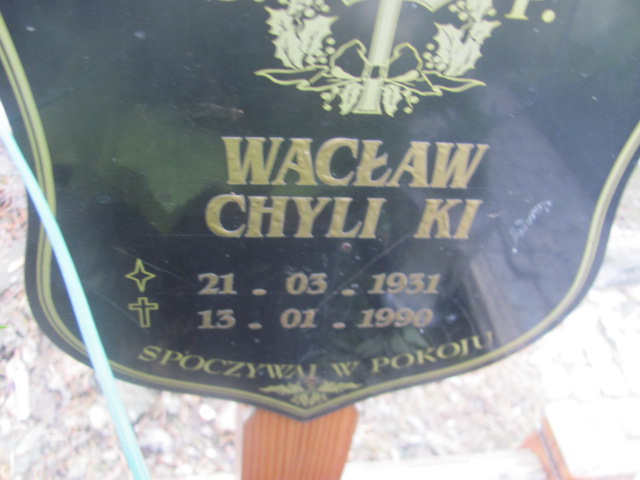 P.
WACŁAW
CHYLI KI
21 - 03 - 1931
13 - 01 - 1990
SPOCZYWAJ W POKOJU